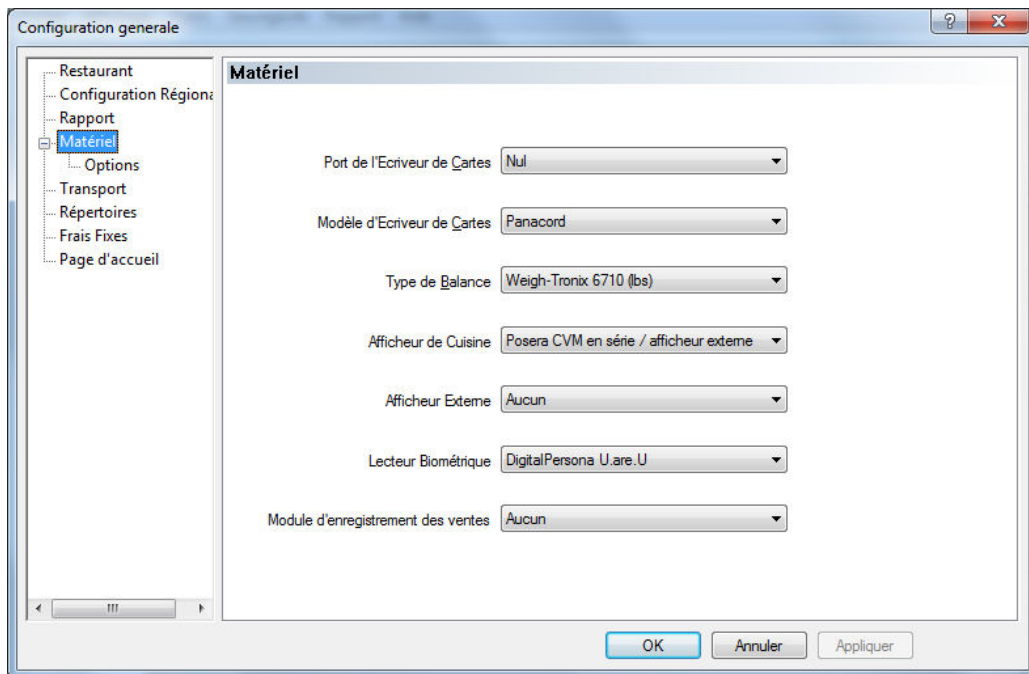 Configuration generale
Restaurant
Configuration Régiona
Rapport
Matériel
Options
Transport
Répertoires
Frais Fixes
Page d'accueil
Matériel
Port de l'Ecriveur de Cartes Nul
Modèle d'Ecriveur de Cartes Panacord
Type de Balance Weigh-Tronix 6710 (lbs)
Afficheur de Cuisine Posera CVM en série / afficheur externe
Afficheur Externe Aucun
Lecteur Biométrique DigitalPersona U.are.U
Module d'enregistrement des ventes Aucun
OK Annuler Appliquer